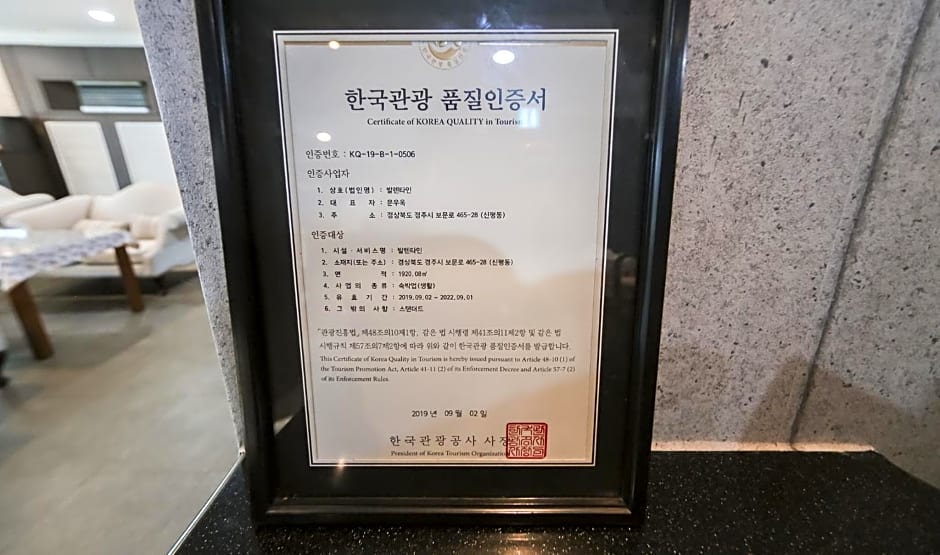 한국관광 품질인증서
Certificate of KOREA QUALITY in Tourism
인증번호 : KQ-19-B-1-0506
인증사업자
1. 상호(법인명) : 발렌타인
2. 대 표 자 : 문우옥
3. 주 소 : 경상북도 경주시 보문로 465-28 (신평동)
인증대상
1. 시설·서비스명 : 발렌타인
2. 소재지(또는 주소) : 경상북도 경주시 보문로 465-28 (신평동)
3. 면 적 : 1920.08㎡
4. 사 업 의 종 류 : 숙박업(생활)
5. 유 효 기 간 : 2019.09.02 ~ 2022.09.01
6. 그 밖의 사 항 : 스탠더드
「관광진흥법」 제48조의10제1항, 같은 법 시행령 제41조의11제2항 및 같은 법
시행규칙 제57조의7제2항에 따라 위와 같이 한국관광 품질인증서를 발급합니다.
This Certificate of Korea Quality in Tourism is hereby issued pursuant to Article 48-10 (1) of
the Tourism Promotion Act, Article 41-11 (2) of its Enforcement Decree and Article 57-7 (2)
of its Enforcement Rules.
2019 년 09 월 02 일
한국관광공사 사장
President of Korea Tourism Organization